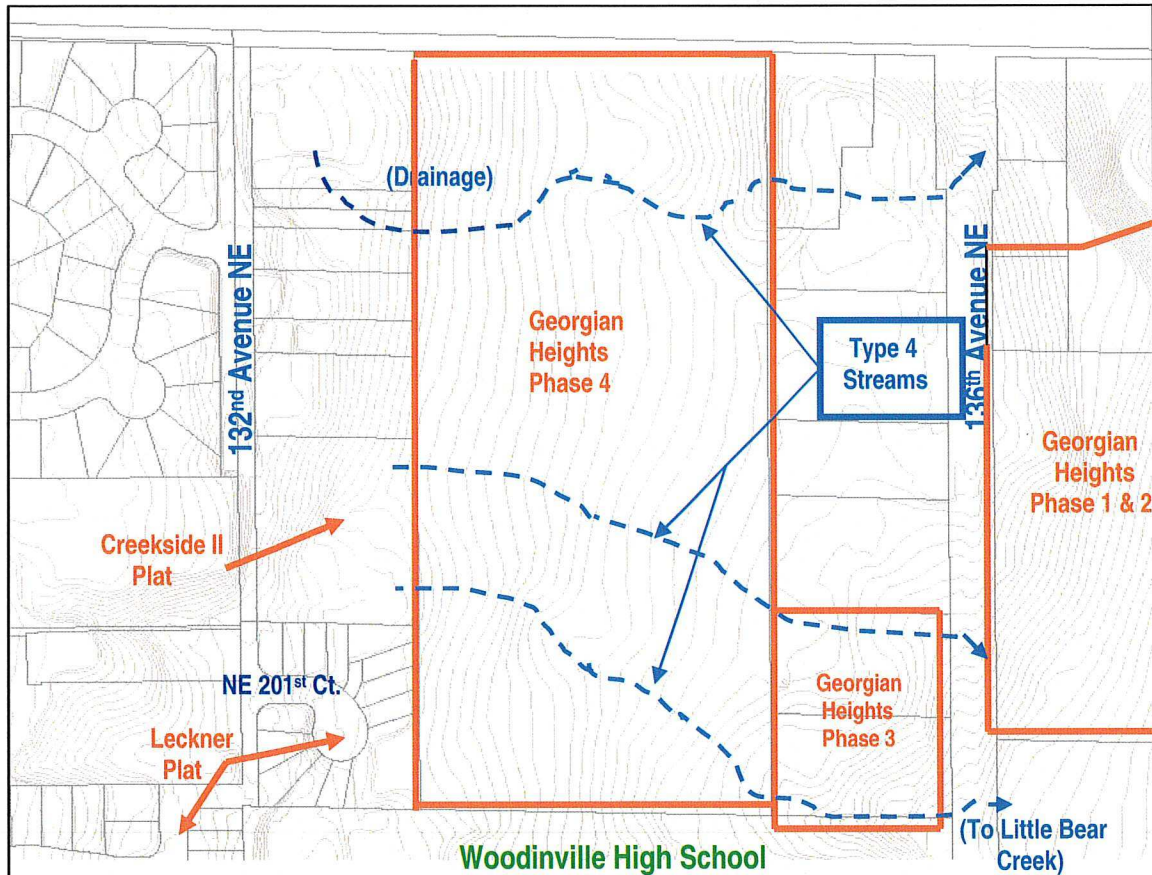 (Drainage)
132nd Avenue NE
136th Avenue NE
Georgian
Heights
Phase 4
Type 4
Streams
Georgian
Heights
Phase 1 & 2
Creekside II
Plat
NE 201st Ct.
Leckner
Plat
Georgian
Heights
Phase 3
Woodinville High School
(To Little Bear
Creek)